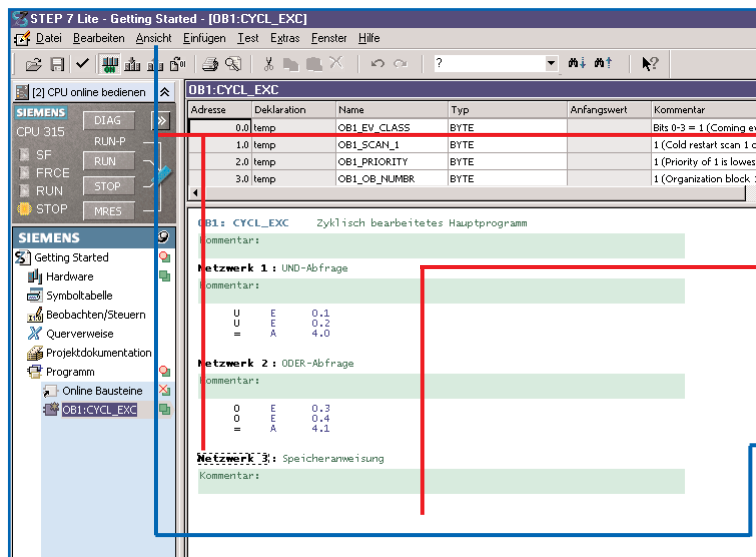 STEP 7 Lite - Getting Started - [OB1:CYCL_EXC]
Datei Bearbeiten Ansicht Einfügen Test Extras Fenster Hilfe
?
[2] CPU online bedienen
SIEMENS
CPU 315
DIAG
RUN-P
SF
RUN
FRCE
RUN
STOP
STOP
MRES
SIEMENS
Getting Started
Hardware
Symboltabelle
Beobachten/Steuern
Querverweise
Projektdokumentation
Programm
Online Bausteine
OB1:CYCL_EXC
OB1:CYCL_EXC
Adresse Deklaration Name Typ Anfangswert Kommentar
0.0 temp OB1_EV_CLASS BYTE Bits 0-3 = 1 (Coming ev
1.0 temp OB1_SCAN_1 BYTE 1 (Cold restart scan 1 o
2.0 temp OB1_PRIORITY BYTE 1 (Priority of 1 is lowes
3.0 temp OB1_OB_NUMBR BYTE 1 (Organization block
OB1: CYCL_EXC Zyklisch bearbeitetes Hauptprogramm
Kommentar:
Netzwerk 1 : UND-Abfrage
Kommentar:
U E 0.1
U E 0.2
= A 4.0
Netzwerk 2 : ODER-Abfrage
Kommentar:
O E 0.3
O E 0.4
= A 4.1
Netzwerk 3 : Speicheranweisung
Kommentar: